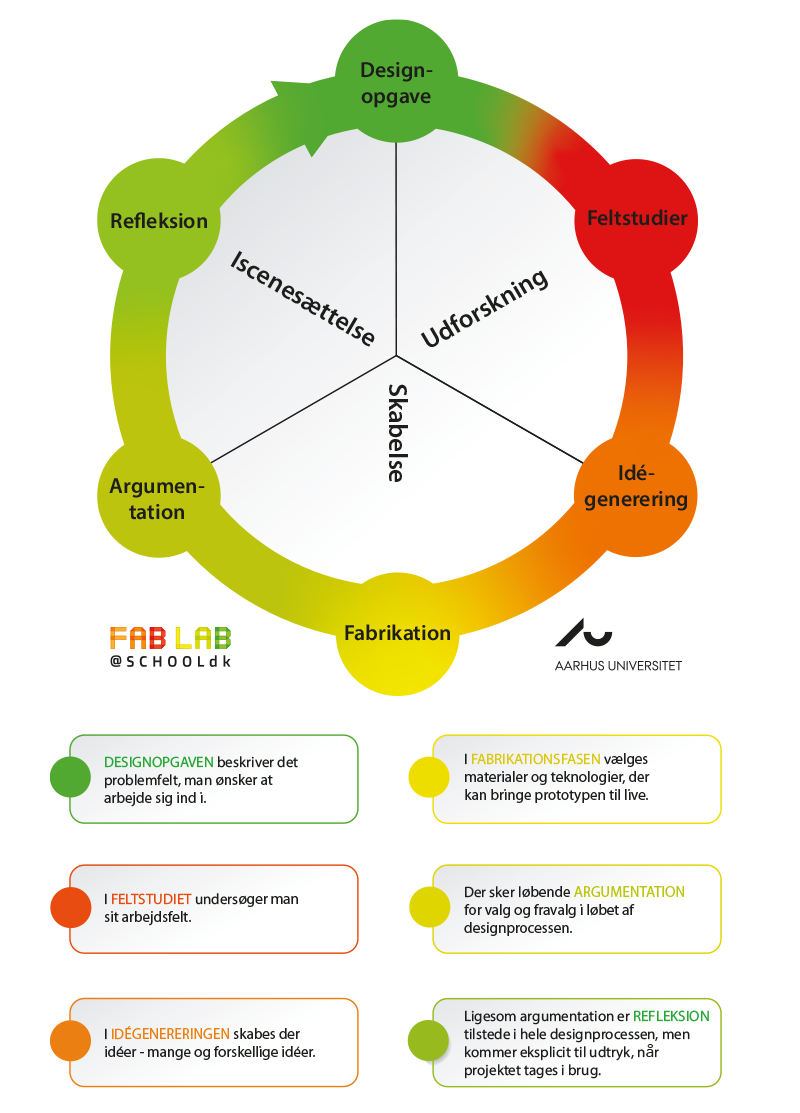 Design-
opgave
Refleksion
Feltstudier
Iscenesættelse
Udforskning
Skabelse
Argumen-
tation
Idé-
generering
Fabrikation
FAB LAB
@SCHOOLdk
AARHUS UNIVERSITET
DESIGNOPGAVEN beskriver det
problemfelt, man ønsker at
arbejde sig ind i.
I FELTSTUDIET undersøger man
sit arbejdsfelt.
I IDÉGENERERINGEN skabes der
idéer - mange og forskellige idéer.
I FABRIKATIONSFASEN vælges
materialer og teknologier, der
kan bringe prototypen til live.
Der sker løbende ARGUMENTATION
for valg og fravalg i løbet af
designprocessen.
Ligesom argumentation er REFLEKSION
tilstede i hele designprocessen, men
kommer eksplicit til udtryk, når
projektet tages i brug.